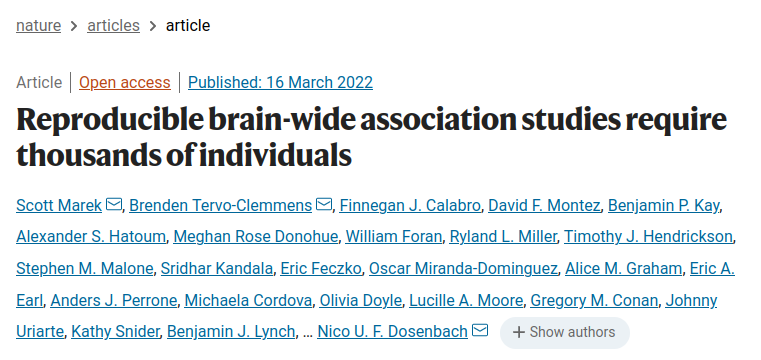 nature > articles > article
Article | Open access | Published: 16 March 2022
Reproducible brain-wide association studies require
thousands of individuals
Scott Marek, Brenden Tervo-Clemmens, Finnegan J. Calabro, David F. Montez, Benjamin P. Kay,
Alexander S. Hatoum, Meghan Rose Donohue, William Foran, Ryland L. Miller, Timothy J. Hendrickson,
Stephen M. Malone, Sridhar Kandala, Eric Feczko, Oscar Miranda-Dominguez, Alice M. Graham, Eric A.
Earl, Anders J. Perrone, Michaela Cordova, Olivia Doyle, Lucille A. Moore, Gregory M. Conan, Johnny
Uriarte, Kathy Snider, Benjamin J. Lynch, … Nico U. F. Dosenbach + Show authors